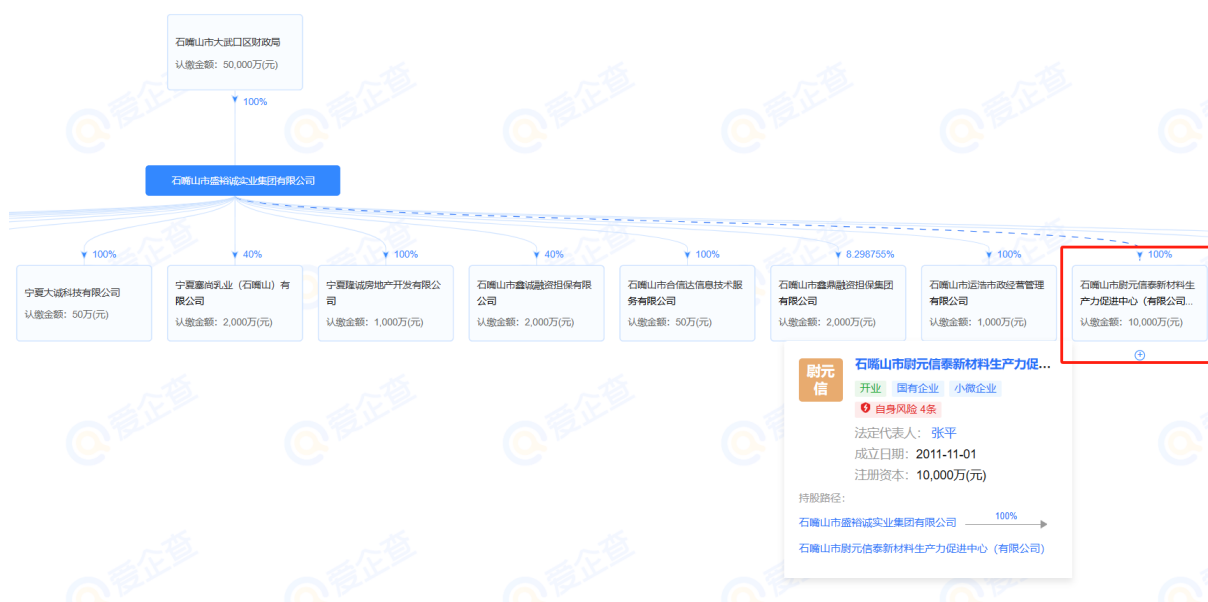 石嘴山市大武口区财政局
认缴金额：50,000万(元)
100%
石嘴山市盛裕诚实业集团有限公司
100%
40%
100%
40%
100%
8.298755%
100%
100%
宁夏大诚科技有限公司
认缴金额：50万(元)
宁夏塞尚乳业（石嘴山）有
限公司
认缴金额：2,000万(元)
宁夏隆诚房地产开发有限公
司
认缴金额：1,000万(元)
石嘴山市鑫诚融资担保有限
公司
认缴金额：2,000万(元)
石嘴山市合信达信息技术服
务有限公司
认缴金额：50万(元)
石嘴山市鑫鼎融资担保集团
有限公司
认缴金额：2,000万(元)
石嘴山市运浩市政经营管理
有限公司
认缴金额：1,000万(元)
石嘴山市尉元信泰新材料生
产力促进中心（有限公司...
认缴金额：10,000万(元)
尉元
信
石嘴山市尉元信泰新材料生产力促...
开业 国有企业 小微企业
自身风险 4条
法定代表人： 张平
成立日期： 2011-11-01
注册资本： 10,000万(元)
持股路径：
石嘴山市盛裕诚实业集团有限公司 100%
石嘴山市尉元信泰新材料生产力促进中心（有限公司）
爱企查